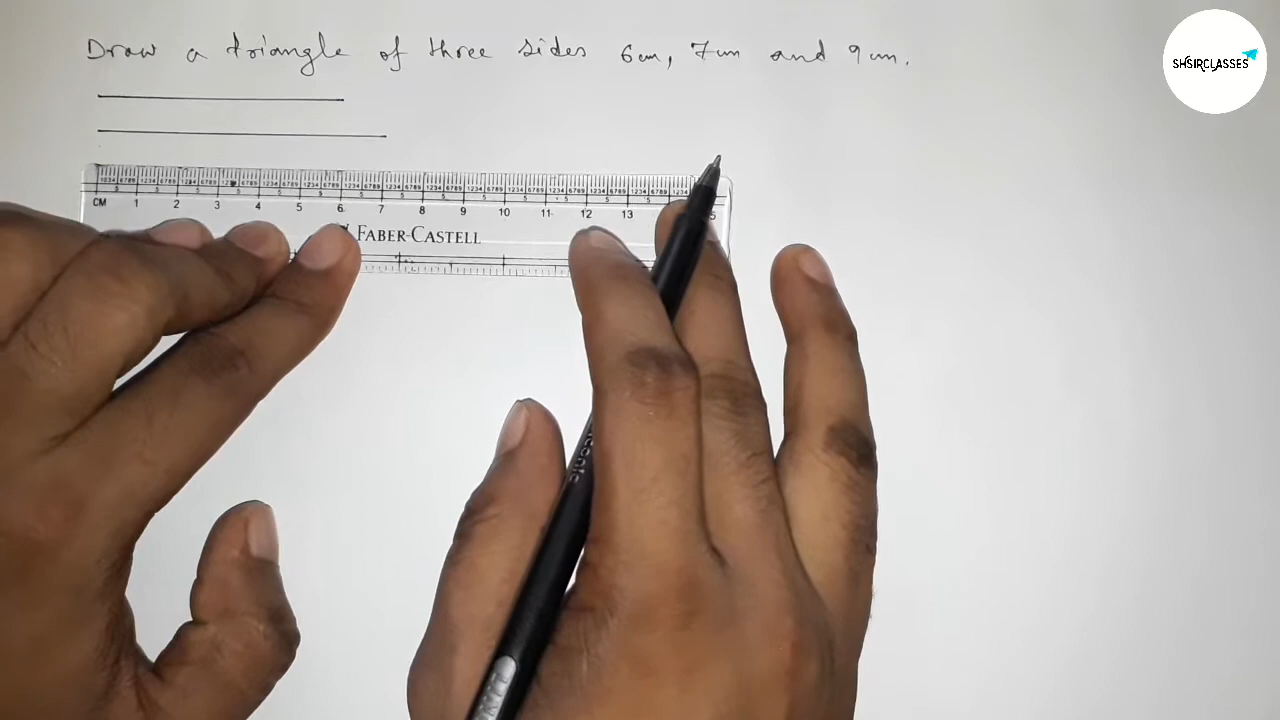 Draw a triangle of three sides 6cm, 7cm and 9cm.
SHSIRCLASSES
CM 1 2 3 4 5 6 7 8 9 10 11 12 13
FABER-CASTELL